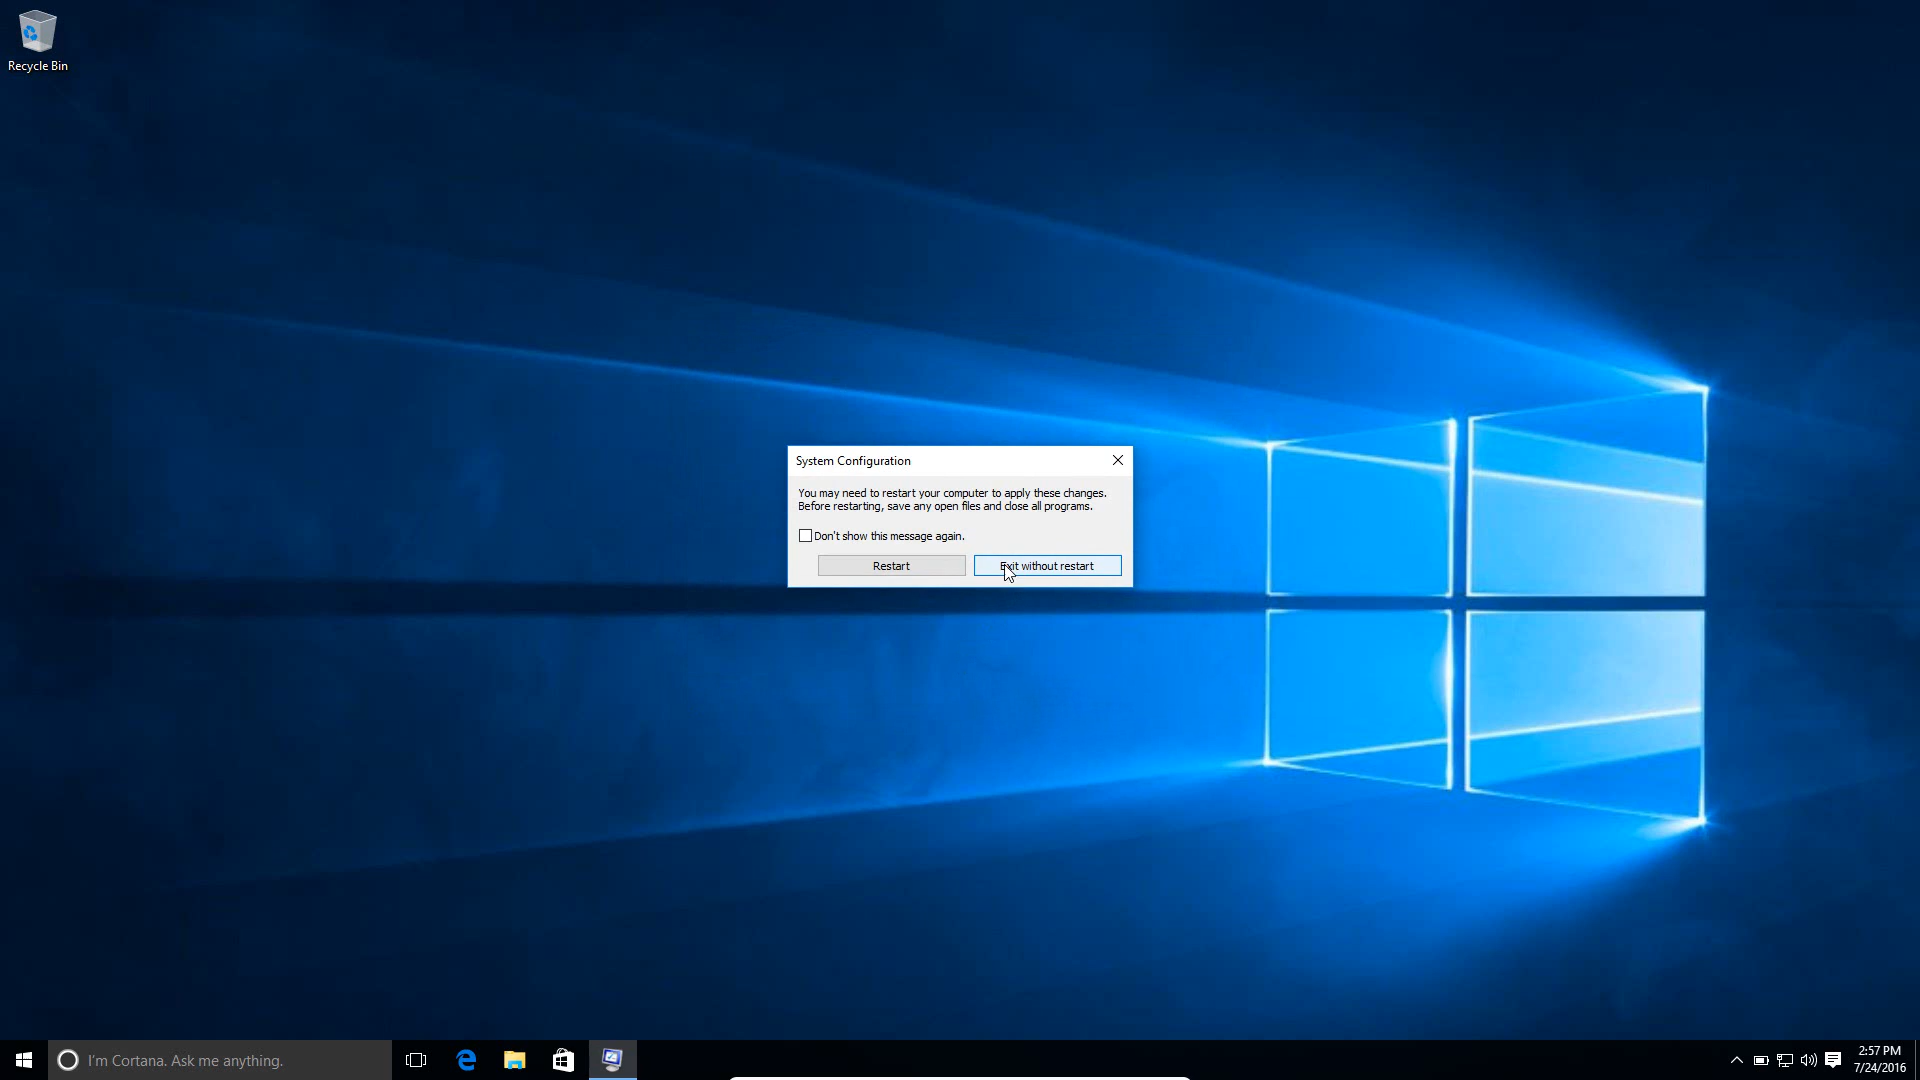 Recycle Bin
System Configuration
You may need to restart your computer to apply these changes.
Before restarting, save any open files and close all programs.
Don't show this message again.
Restart
Exit without restart
I'm Cortana. Ask me anything.
2:57 PM
7/24/2016